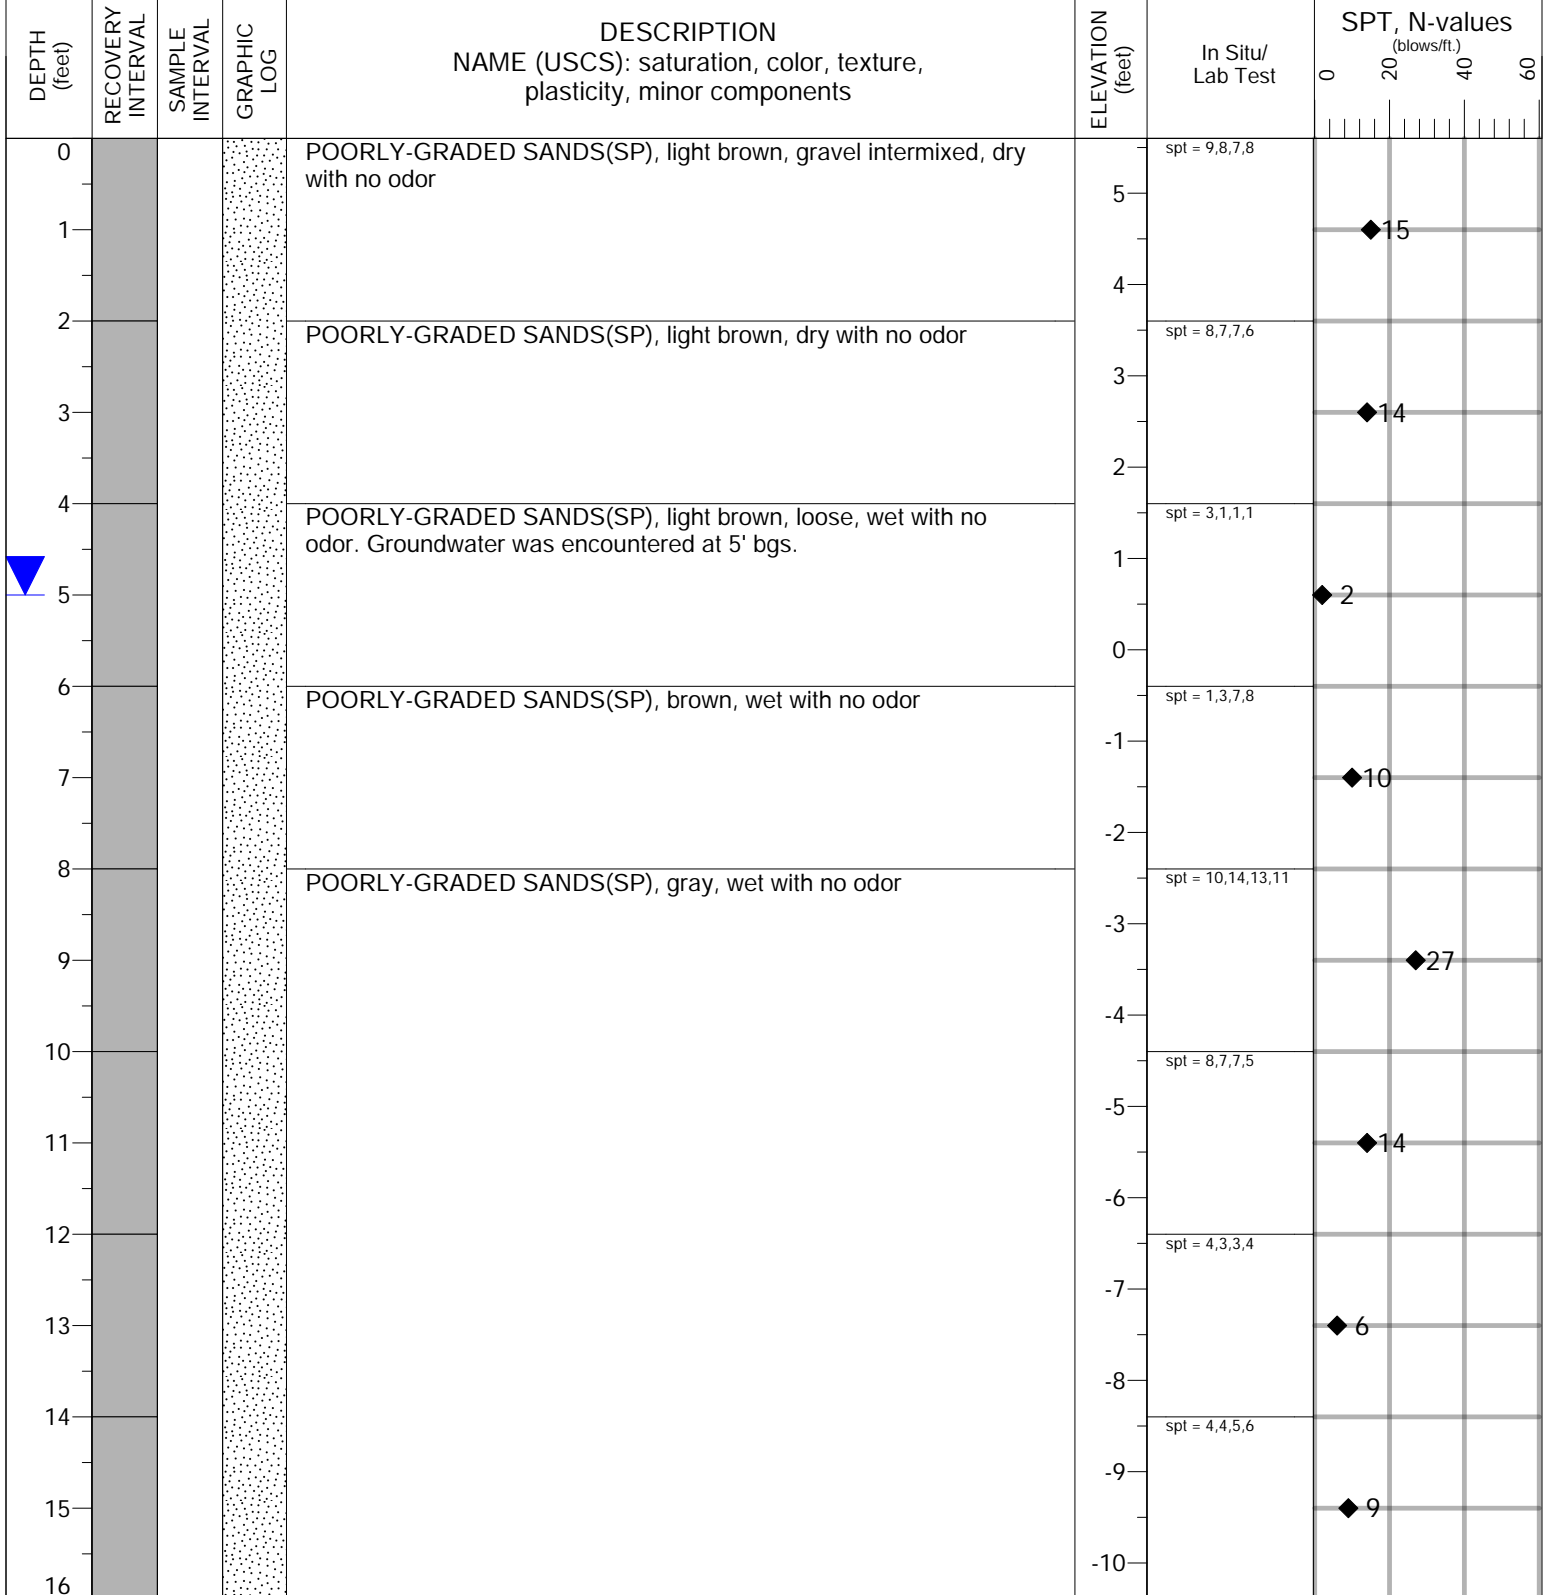 DEPTH
(feet)
RECOVERY
INTERVAL
SAMPLE
INTERVAL
GRAPHIC
LOG
DESCRIPTION
NAME (USCS): saturation, color, texture,
plasticity, minor components
ELEVATION
(feet)
In Situ/
Lab Test
SPT, N-values
(blows/ft.)
0 20 40 60
0
POORLY-GRADED SANDS(SP), light brown, gravel intermixed, dry
with no odor
spt = 9,8,7,8
5
1
15
4
2
POORLY-GRADED SANDS(SP), light brown, dry with no odor
spt = 8,7,7,6
3
3
14
2
4
POORLY-GRADED SANDS(SP), light brown, loose, wet with no
odor. Groundwater was encountered at 5' bgs.
spt = 3,1,1,1
1
5
2
0
6
POORLY-GRADED SANDS(SP), brown, wet with no odor
spt = 1,3,7,8
-1
7
10
-2
8
POORLY-GRADED SANDS(SP), gray, wet with no odor
spt = 10,14,13,11
-3
9
27
-4
10
spt = 8,7,7,5
-5
11
14
-6
12
spt = 4,3,3,4
-7
13
6
-8
14
spt = 4,4,5,6
-9
15
9
-10
16